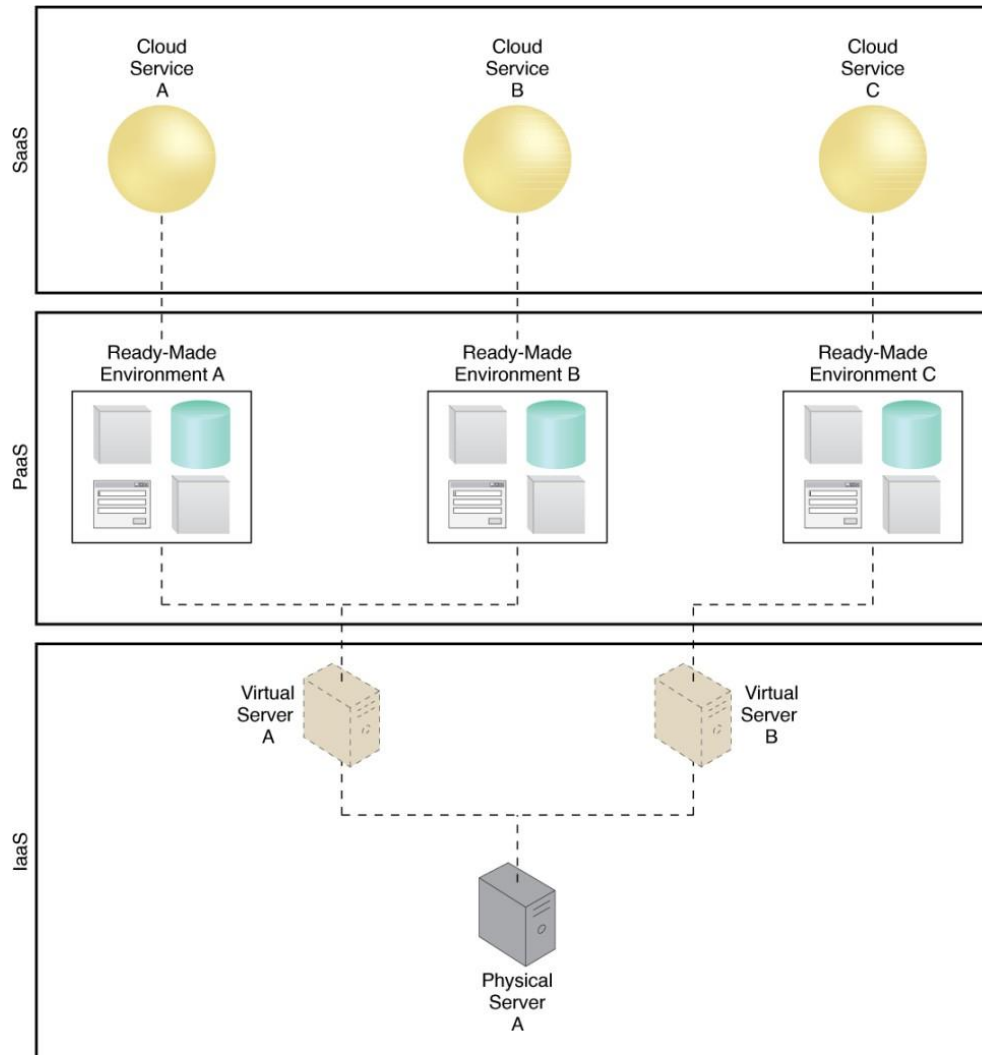 SaaS
Cloud
Service
A
Cloud
Service
B
Cloud
Service
C
PaaS
Ready-Made
Environment A
Ready-Made
Environment B
Ready-Made
Environment C
IaaS
Virtual
Server
A
Virtual
Server
B
Physical
Server
A